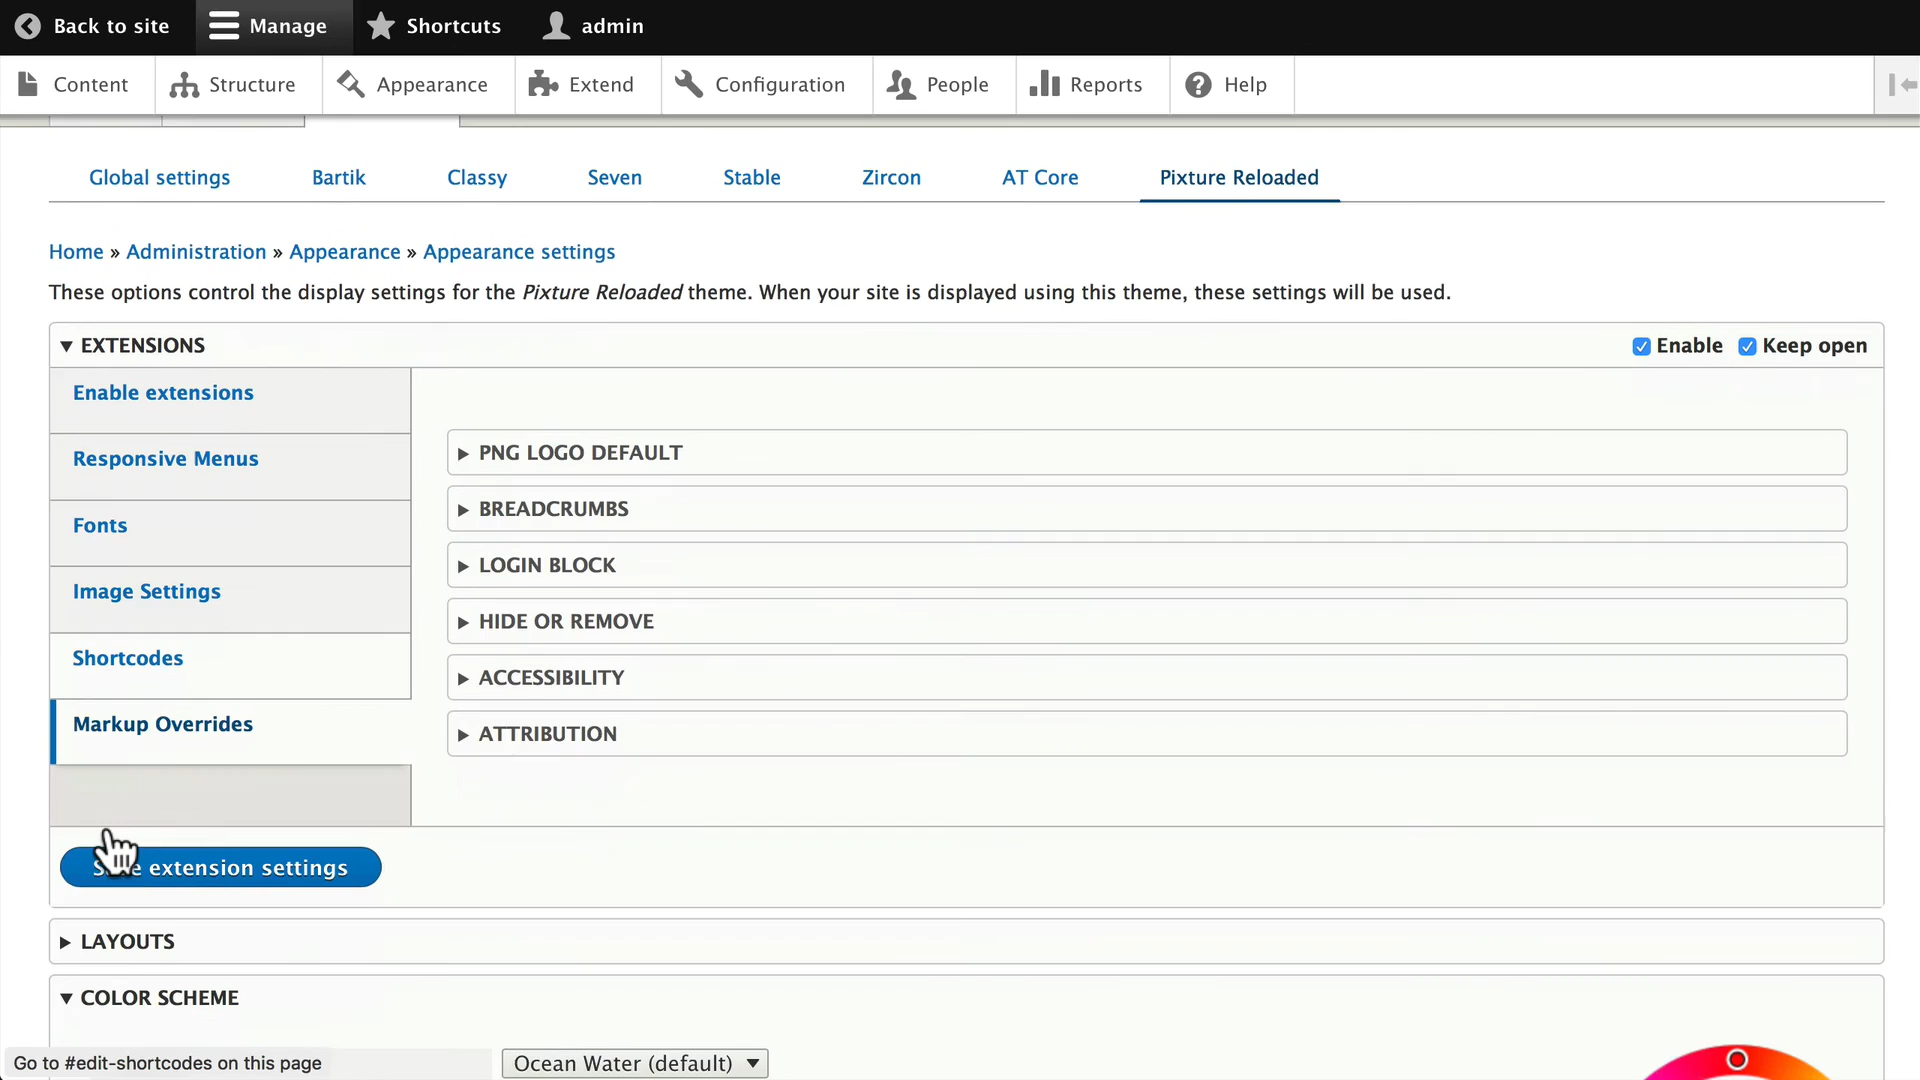 Back to site Manage Shortcuts admin
Content Structure Appearance Extend Configuration People Reports Help
Global settings Bartik Classy Seven Stable Zircon AT Core Pixture Reloaded
Home » Administration » Appearance » Appearance settings
These options control the display settings for the Pixture Reloaded theme. When your site is displayed using this theme, these settings will be used.
EXTENSIONS Enable Keep open
Enable extensions
Responsive Menus
Fonts
Image Settings
Shortcodes
Markup Overrides
PNG LOGO DEFAULT
BREADCRUMBS
LOGIN BLOCK
HIDE OR REMOVE
ACCESSIBILITY
ATTRIBUTION
extension settings
LAYOUTS
COLOR SCHEME
Go to #edit-shortcodes on this page
Ocean Water (default)